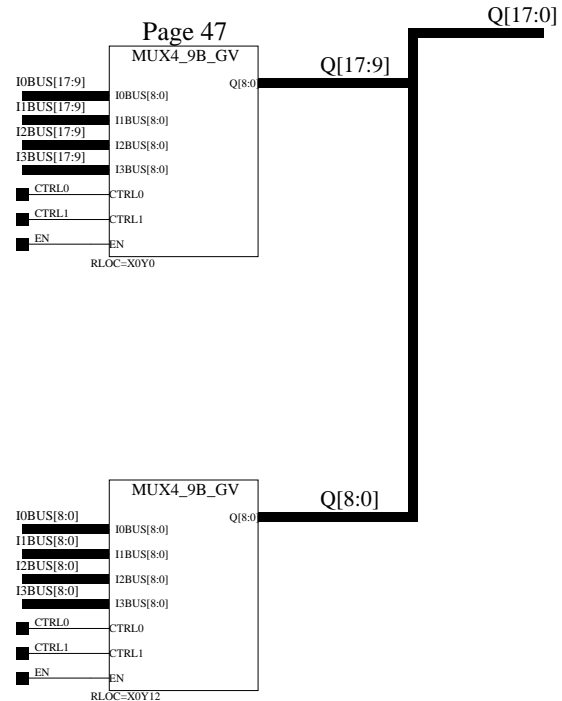 Q[17:0]
Page 47
MUX4_9B_GV
Q[17:9]
Q[8:0]
I0BUS[17:9]
I0BUS[8:0]
I1BUS[17:9]
I1BUS[8:0]
I2BUS[17:9]
I2BUS[8:0]
I3BUS[17:9]
I3BUS[8:0]
CTRL0 CTRL0
CTRL1 CTRL1
EN EN
RLOC=X0Y0
MUX4_9B_GV
Q[8:0]
Q[8:0]
I0BUS[8:0]
I0BUS[8:0]
I1BUS[8:0]
I1BUS[8:0]
I2BUS[8:0]
I2BUS[8:0]
I3BUS[8:0]
I3BUS[8:0]
CTRL0 CTRL0
CTRL1 CTRL1
EN EN
RLOC=X0Y12